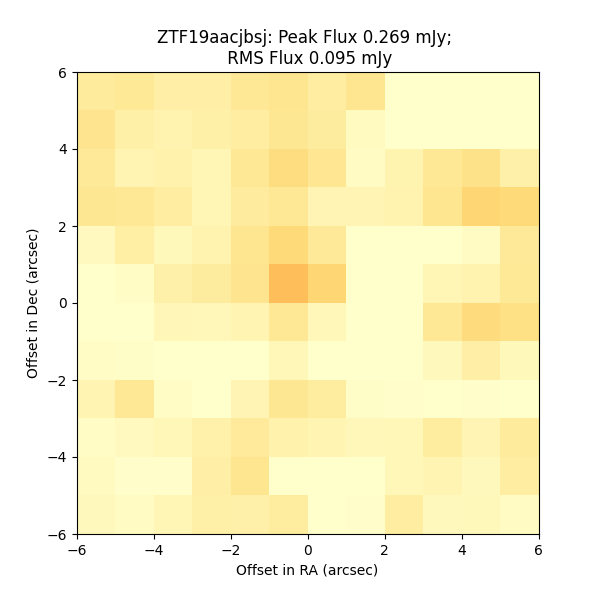 ZTF19aacjbsj: Peak Flux 0.269 mJy;
RMS Flux 0.095 mJy
6
4
2
0
−2
−4
−6
Offset in Dec (arcsec)
−6 −4 −2 0 2 4 6
Offset in RA (arcsec)